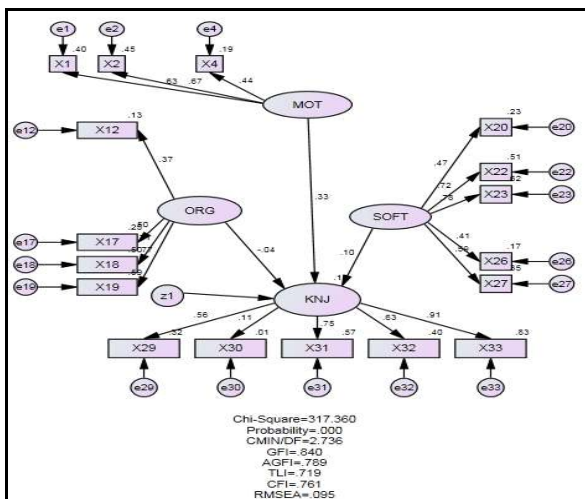 e1 e2 e4
.40 .45 .19
X1 X2 X4
.63 .67 .44
MOT
.13
e12 X12
.37
.23
X20 e20
.47
.51
X22 e22
.72
X23 e23
ORG
.33
SOFT
e17 X17
e18 X18
e19 X19
-.04
.10
.41 .17
X26 e26
X27 e27
z1
KNJ
.56 .11 .75 .63 .91
.32 .01 .57 .40 .83
X29 X30 X31 X32 X33
e29 e30 e31 e32 e33
Chi-Square=317.360
Probability=.000
CMIN/DF=2.736
GFI=.840
AGFI=.789
TLI=.719
CFI=.761
RMSEA=.095